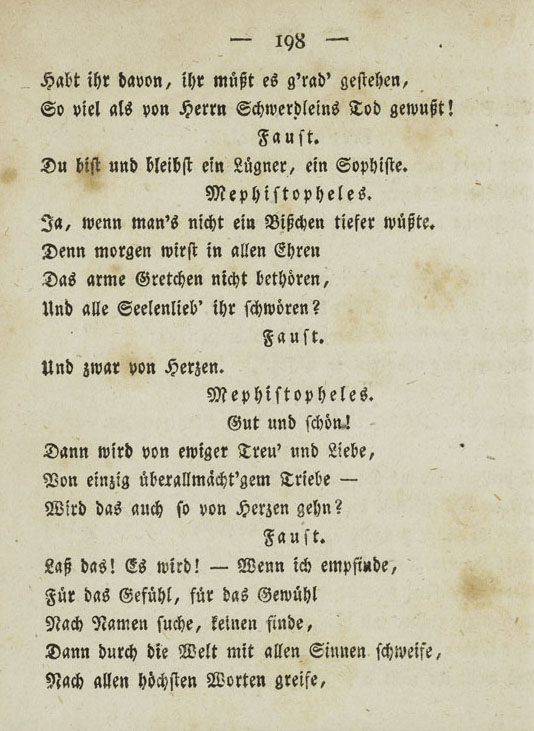 — 198 —
Habt ihr davon, ihr müßt es g'rad' gestehen,
So viel als von Herrn Schwerdleins Tod gewußt!
Faust.
Du bist und bleibst ein Lügner, ein Sophiste.
Mephistopheles.
Ja, wenn man's nicht ein Bißchen tiefer wüßte.
Denn morgen wirst in allen Ehren
Das arme Gretchen nicht bethören,
Und alle Seelenlieb' ihr schwören?
Faust.
Und zwar von Herzen.
Mephistopheles.
Gut und schön!
Dann wird von ewiger Treu' und Liebe,
Von einzig überallmächt'gem Triebe —
Wird das auch so von Herzen gehn?
Faust.
Laß das! Es wird! — Wenn ich empfinde,
Für das Gefühl, für das Gewühl
Nach Namen suche, keinen finde,
Dann durch die Welt mit allen Sinnen schweife,
Nach allen höchsten Worten greife,